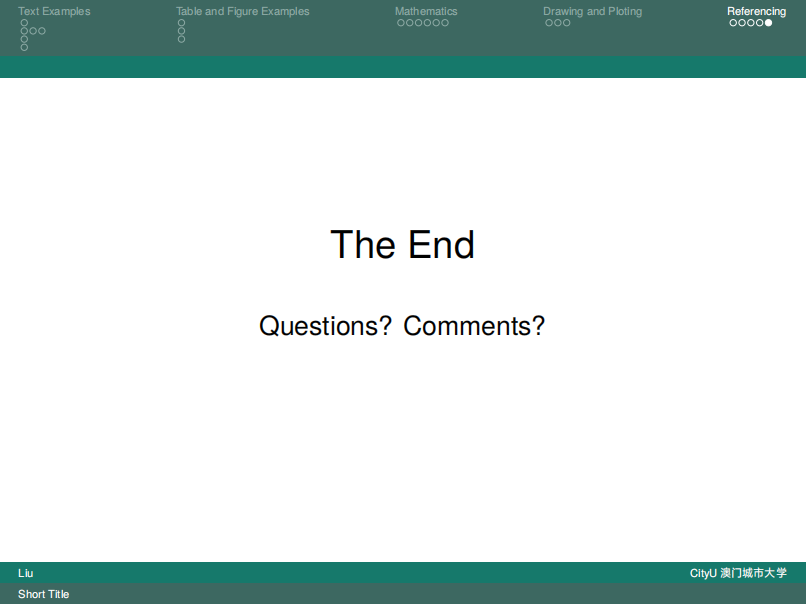 Text Examples
Table and Figure Examples
Mathematics
Drawing and Ploting
Referencing
The End
Questions? Comments?
Liu
CityU 澳门城市大学
Short Title